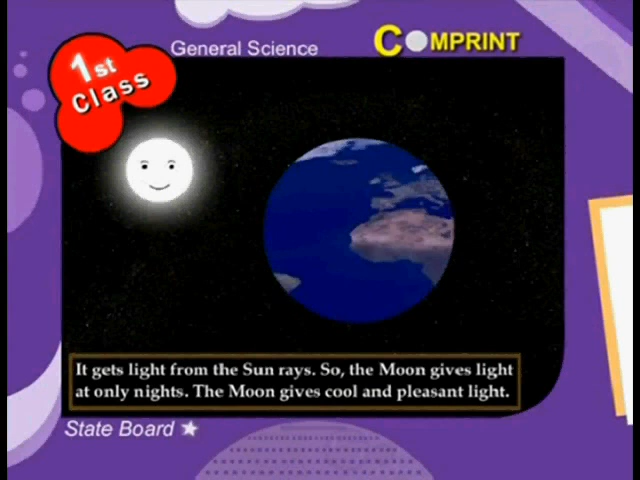 General Science
COMPRINT
1st
Class
It gets light from the Sun rays. So, the Moon gives light
at only nights. The Moon gives cool and pleasant light.
State Board